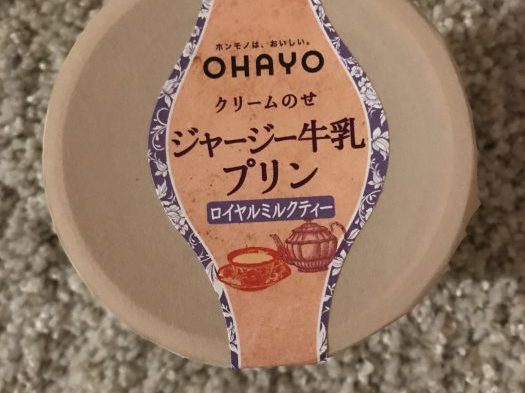 ホンモノは、おいしい。
OHAYO
クリームのせ
ジャージー牛乳
プリン
ロイヤルミルクティー